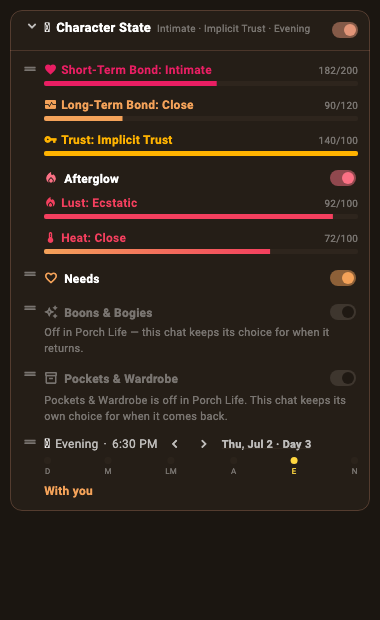 Character State Intimate · Implicit Trust · Evening
Short-Term Bond: Intimate 182/200
Long-Term Bond: Close 90/120
Trust: Implicit Trust 140/100
Afterglow
Lust: Ecstatic 92/100
Heat: Close 72/100
Needs
Boons & Bogies
Off in Porch Life — this chat keeps its choice for when it
returns.
Pockets & Wardrobe
Pockets & Wardrobe is off in Porch Life. This chat keeps its
own choice for when it comes back.
Evening · 6:30 PM Thu, Jul 2 · Day 3
D M LM A E N
With you